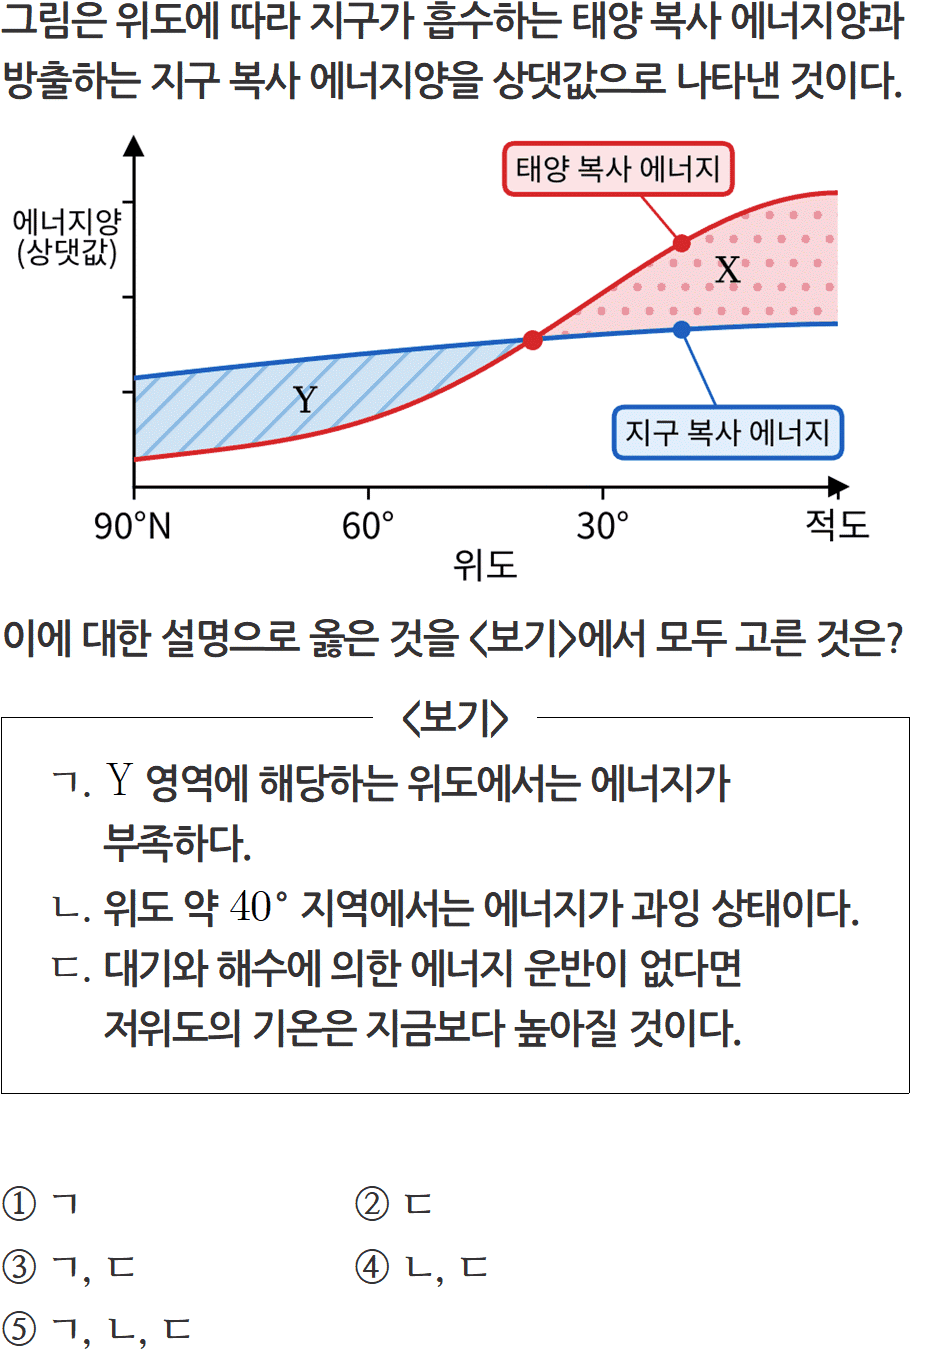 그림은 위도에 따라 지구가 흡수하는 태양 복사 에너지양과
방출하는 지구 복사 에너지양을 상댓값으로 나타낸 것이다.
태양 복사 에너지
에너지양
(상댓값)
X
Y
지구 복사 에너지
90°N 60° 30° 적도
위도
이에 대한 설명으로 옳은 것을 <보기>에서 모두 고른 것은?
<보기>
ㄱ. Y 영역에 해당하는 위도에서는 에너지가
부족하다.
ㄴ. 위도 약 40° 지역에서는 에너지가 과잉 상태이다.
ㄷ. 대기와 해수에 의한 에너지 운반이 없다면
저위도의 기온은 지금보다 높아질 것이다.
① ㄱ ② ㄷ
③ ㄱ, ㄷ ④ ㄴ, ㄷ
⑤ ㄱ, ㄴ, ㄷ